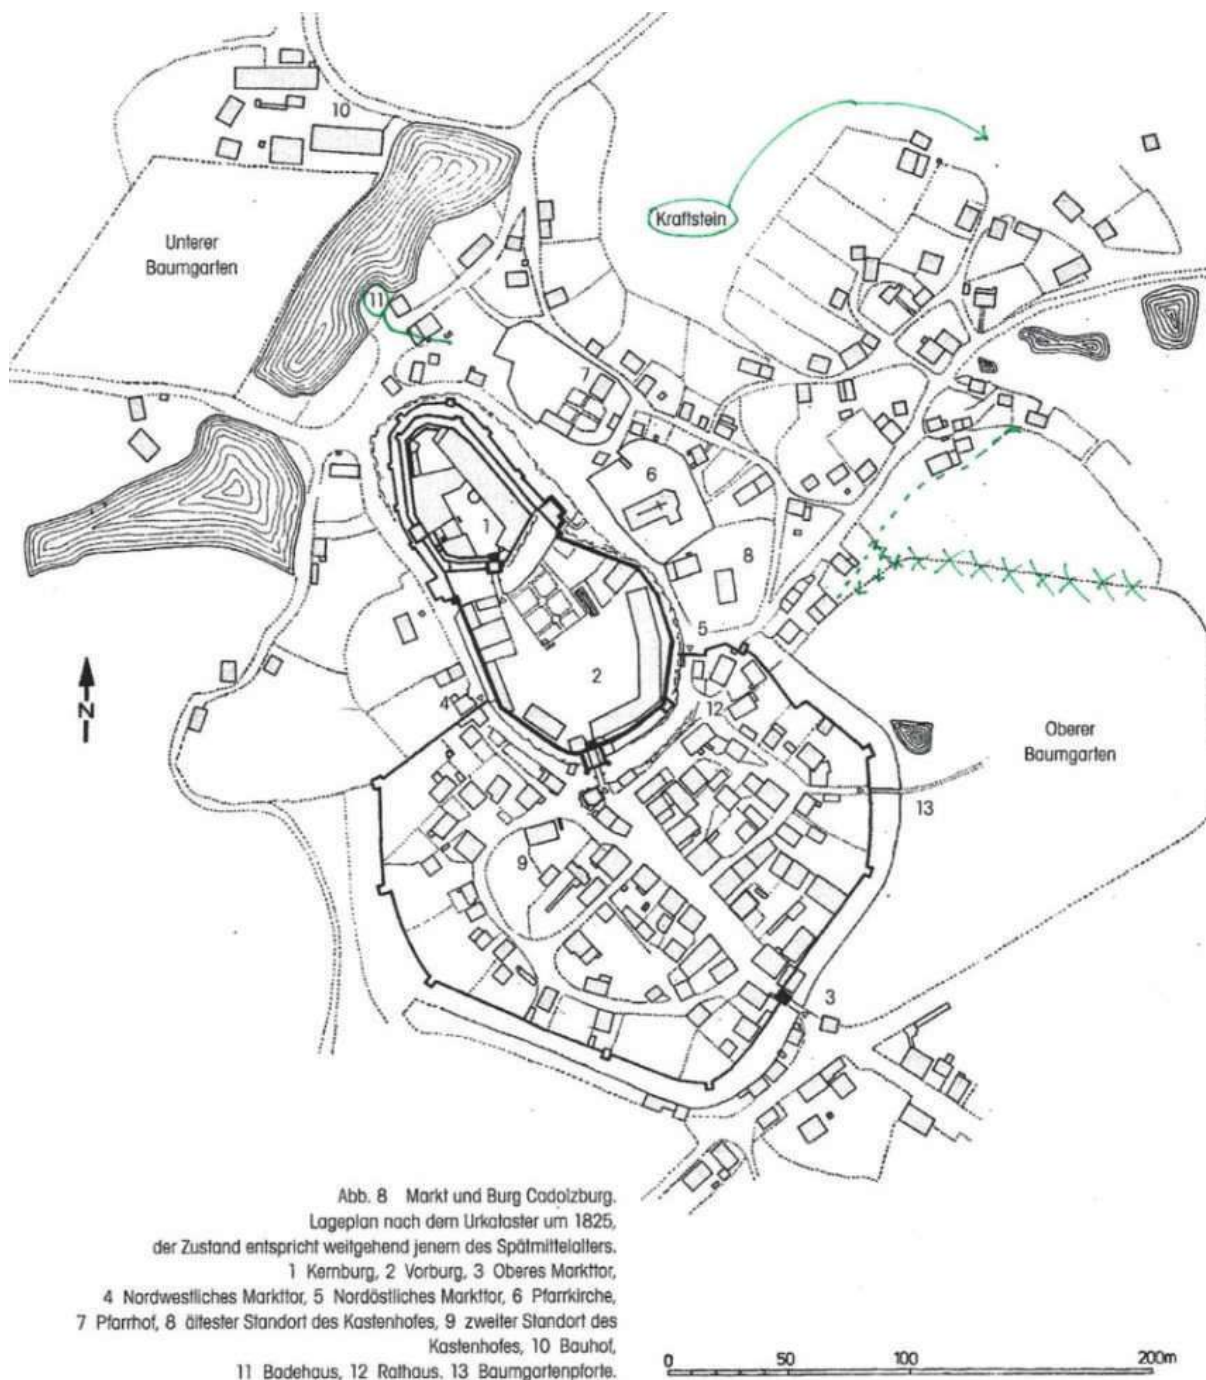 10
Kraftstein
Unterer
Baumgarten
11
7
6
1
8
5
2
4
12
Oberer
Baumgarten
13
9
3
N
Abb. 8 Markt und Burg Cadolzburg.
Lageplan nach dem Urkataster um 1825,
der Zustand entspricht weitgehend jenem des Spätmittelalters.
1 Kernburg, 2 Vorburg, 3 Oberes Markttor,
4 Nordwestliches Markttor, 5 Nordöstliches Markttor, 6 Pfarrkirche,
7 Pfarrhof, 8 ältester Standort des Kastenhofes, 9 zweiter Standort des
Kastenhofes, 10 Bauhof,
11 Badehaus, 12 Rathaus, 13 Baumgartenpforte.
0 50 100 200m